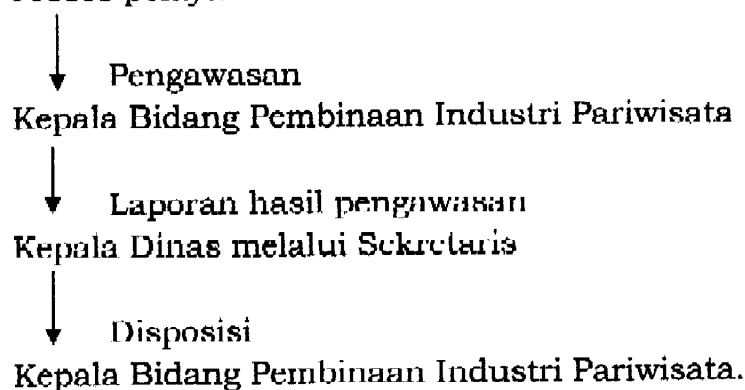 Pengawasan
Kepala Bidang Pembinaan Industri Pariwisata
Laporan hasil pengawasan
Kepala Dinas melalui Sekretaris
Disposisi
Kepala Bidang Pembinaan Industri Pariwisata.